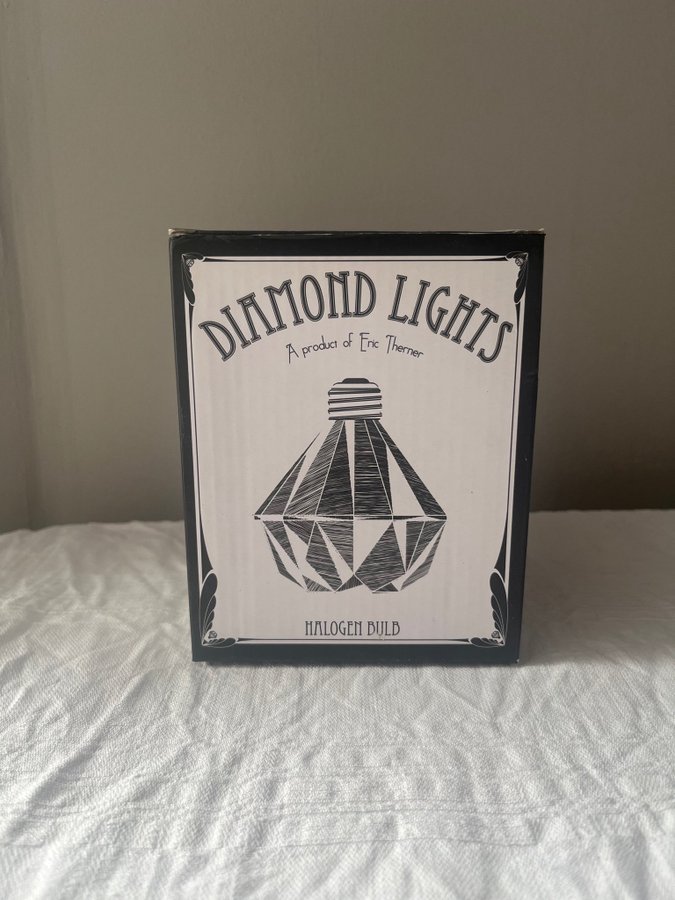 DIAMOND LIGHTS
A product of Eric Therner
HALOGEN BULB